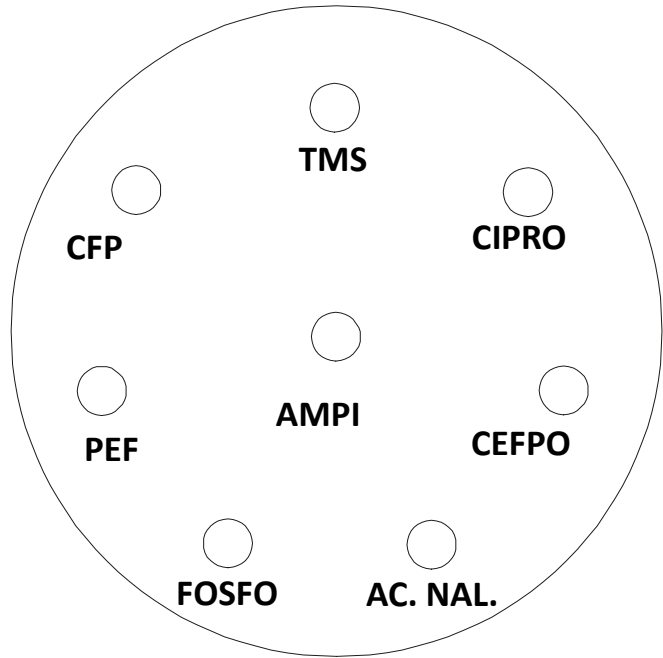 TMS
CFP
CIPRO
AMPI
PEF
CEFPO
FOSFO
AC. NAL.